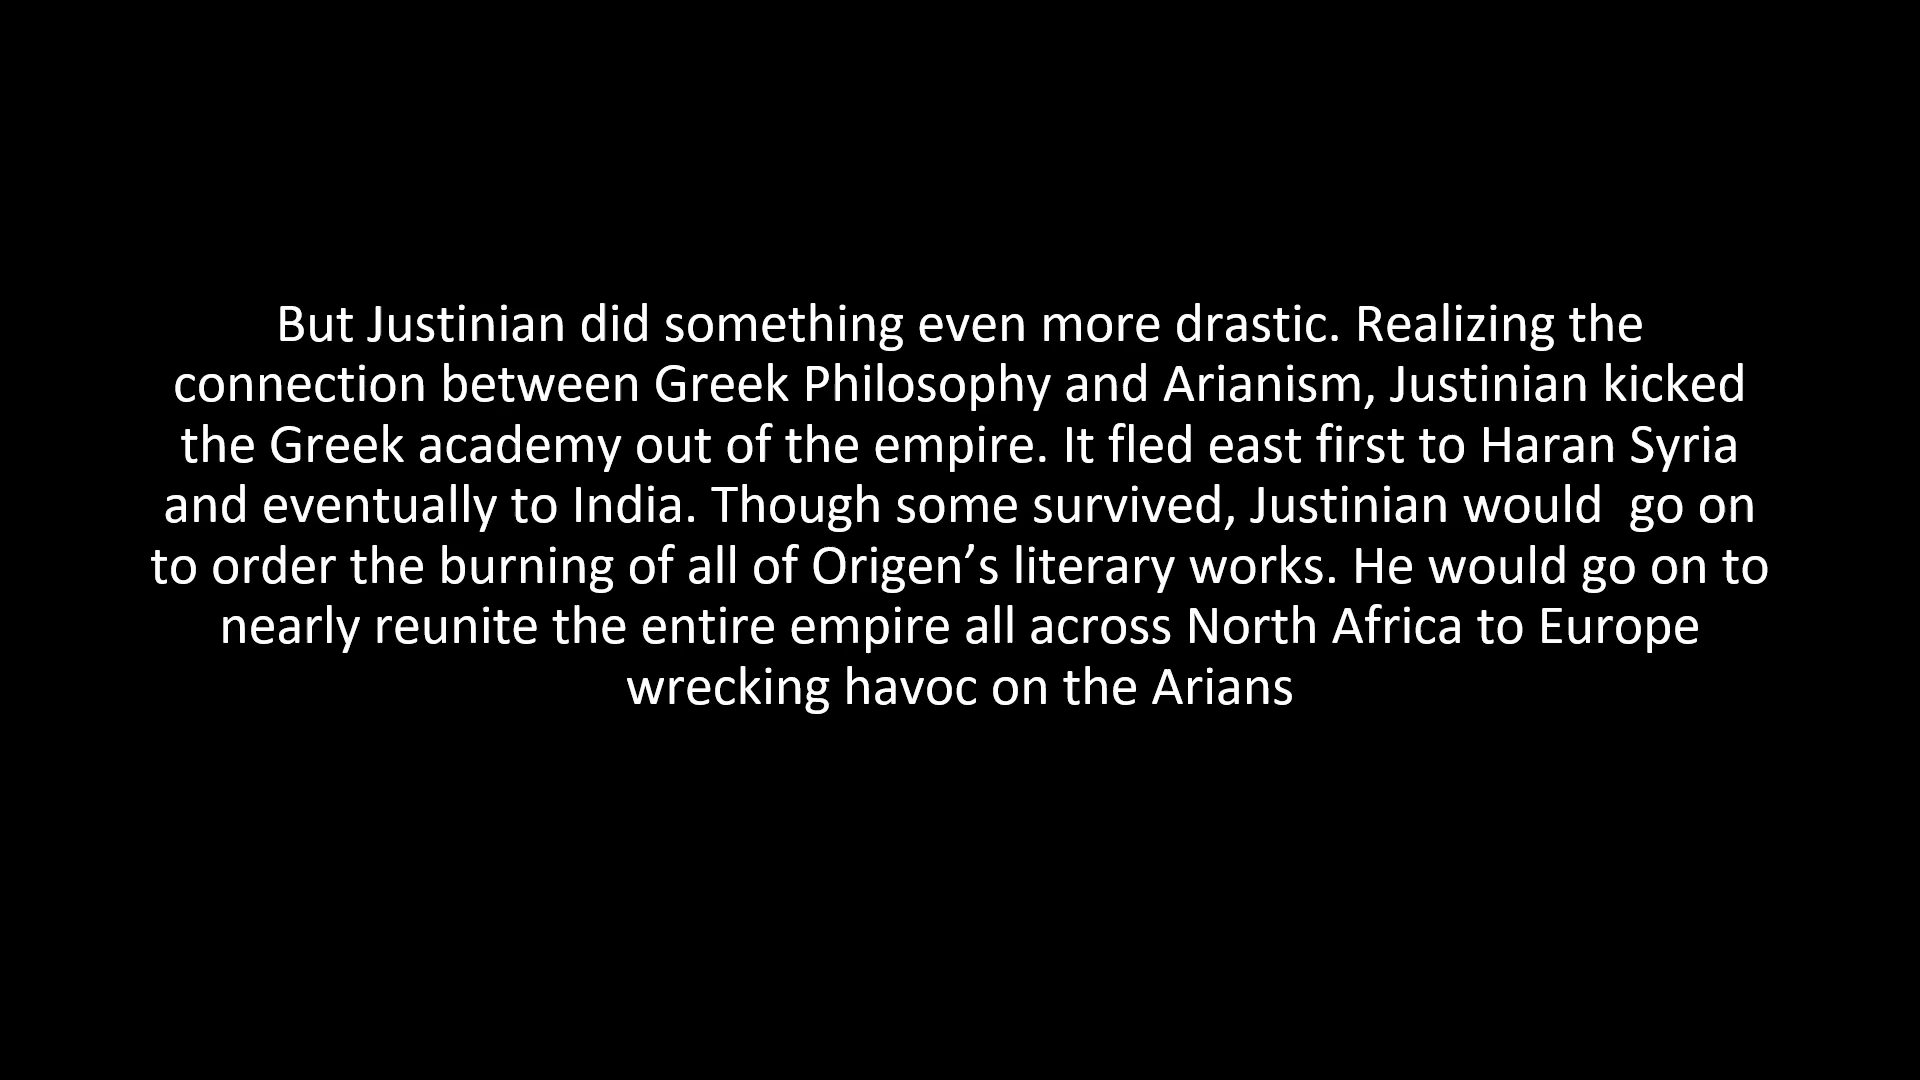 But Justinian did something even more drastic. Realizing the
connection between Greek Philosophy and Arianism, Justinian kicked
the Greek academy out of the empire. It fled east first to Haran Syria
and eventually to India. Though some survived, Justinian would  go on
to order the burning of all of Origen’s literary works. He would go on to
nearly reunite the entire empire all across North Africa to Europe
wrecking havoc on the Arians